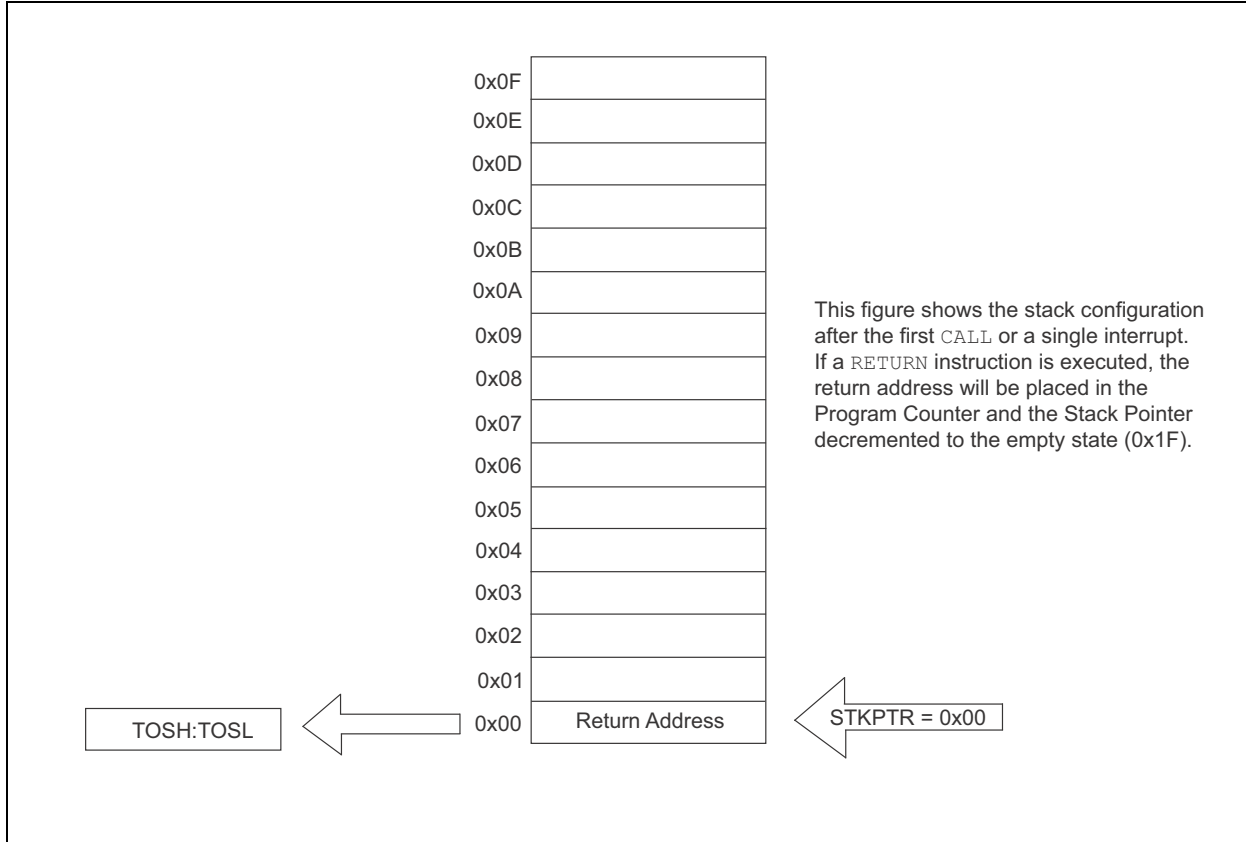 0x0F
0x0E
0x0D
0x0C
0x0B
0x0A
0x09
0x08
0x07
0x06
0x05
0x04
0x03
0x02
0x01
0x00
Return Address
TOSH:TOSL
STKPTR = 0x00
This figure shows the stack configuration
after the first CALL or a single interrupt.
If a RETURN instruction is executed, the
return address will be placed in the
Program Counter and the Stack Pointer
decremented to the empty state (0x1F).